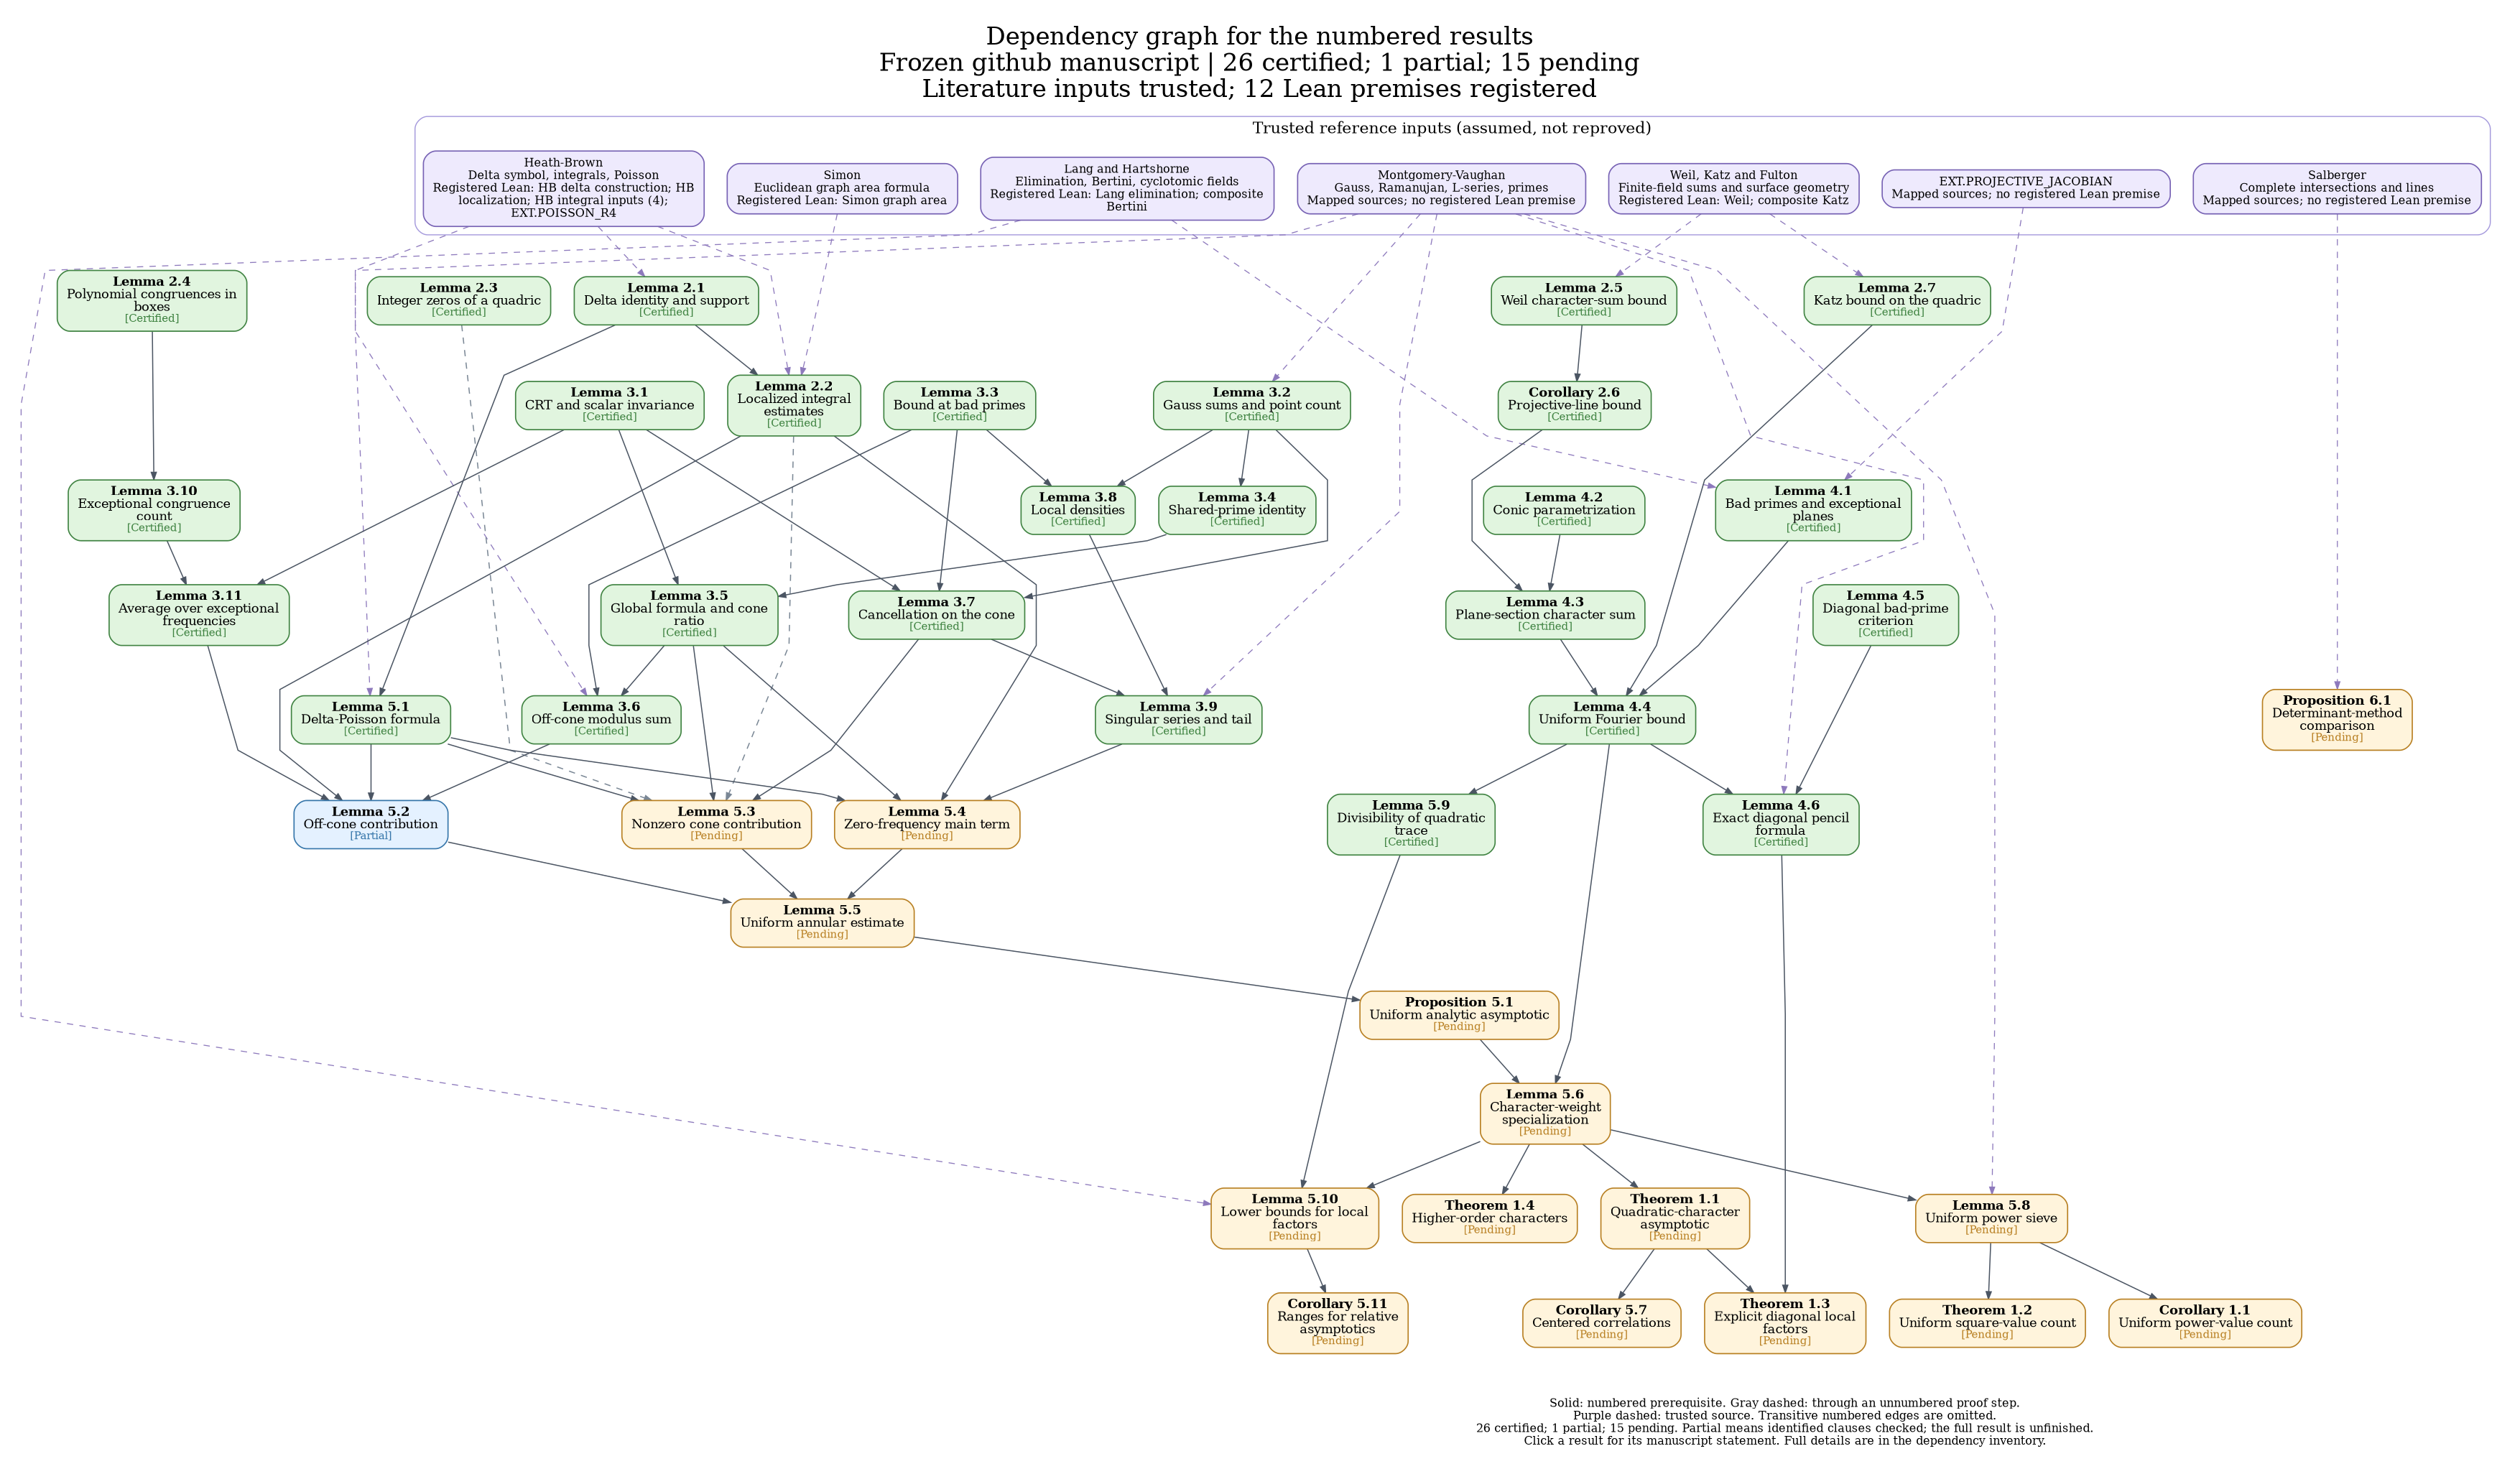 Dependency graph for the numbered results
Frozen github manuscript | 26 certified; 1 partial; 15 pending
Literature inputs trusted; 12 Lean premises registered
Trusted reference inputs (assumed, not reproved)
Heath-Brown
Delta symbol, integrals, Poisson
Registered Lean: HB delta construction; HB
localization; HB integral inputs (4);
EXT.POISSON_R4
Simon
Euclidean graph area formula
Registered Lean: Simon graph area
Lang and Hartshorne
Elimination, Bertini, cyclotomic fields
Registered Lean: Lang elimination; composite
Bertini
Montgomery-Vaughan
Gauss, Ramanujan, L-series, primes
Mapped sources; no registered Lean premise
Weil, Katz and Fulton
Finite-field sums and surface geometry
Registered Lean: Weil; composite Katz
EXT.PROJECTIVE_JACOBIAN
Mapped sources; no registered Lean premise
Salberger
Complete intersections and lines
Mapped sources; no registered Lean premise
Lemma 2.4
Polynomial congruences in
boxes
[Certified]
Lemma 2.3
Integer zeros of a quadric
[Certified]
Lemma 2.1
Delta identity and support
[Certified]
Lemma 2.5
Weil character-sum bound
[Certified]
Lemma 2.7
Katz bound on the quadric
[Certified]
Lemma 3.1
CRT and scalar invariance
[Certified]
Lemma 2.2
Localized integral
estimates
[Certified]
Lemma 3.3
Bound at bad primes
[Certified]
Lemma 3.2
Gauss sums and point count
[Certified]
Corollary 2.6
Projective-line bound
[Certified]
Lemma 3.10
Exceptional congruence
count
[Certified]
Lemma 3.8
Local densities
[Certified]
Lemma 3.4
Shared-prime identity
[Certified]
Lemma 4.2
Conic parametrization
[Certified]
Lemma 4.1
Bad primes and exceptional
planes
[Certified]
Lemma 3.11
Average over exceptional
frequencies
[Certified]
Lemma 3.5
Global formula and cone
ratio
[Certified]
Lemma 3.7
Cancellation on the cone
[Certified]
Lemma 4.3
Plane-section character sum
[Certified]
Lemma 4.5
Diagonal bad-prime
criterion
[Certified]
Lemma 5.1
Delta-Poisson formula
[Certified]
Lemma 3.6
Off-cone modulus sum
[Certified]
Lemma 3.9
Singular series and tail
[Certified]
Lemma 4.4
Uniform Fourier bound
[Certified]
Proposition 6.1
Determinant-method
comparison
[Pending]
Lemma 5.2
Off-cone contribution
[Partial]
Lemma 5.3
Nonzero cone contribution
[Pending]
Lemma 5.4
Zero-frequency main term
[Pending]
Lemma 5.9
Divisibility of quadratic
trace
[Certified]
Lemma 4.6
Exact diagonal pencil
formula
[Certified]
Lemma 5.5
Uniform annular estimate
[Pending]
Proposition 5.1
Uniform analytic asymptotic
[Pending]
Lemma 5.6
Character-weight
specialization
[Pending]
Lemma 5.10
Lower bounds for local
factors
[Pending]
Theorem 1.4
Higher-order characters
[Pending]
Theorem 1.1
Quadratic-character
asymptotic
[Pending]
Lemma 5.8
Uniform power sieve
[Pending]
Corollary 5.11
Ranges for relative
asymptotics
[Pending]
Corollary 5.7
Centered correlations
[Pending]
Theorem 1.3
Explicit diagonal local
factors
[Pending]
Theorem 1.2
Uniform square-value count
[Pending]
Corollary 1.1
Uniform power-value count
[Pending]
Solid: numbered prerequisite. Gray dashed: through an unnumbered proof step.
Purple dashed: trusted source. Transitive numbered edges are omitted.
26 certified; 1 partial; 15 pending. Partial means identified clauses checked; the full result is unfinished.
Click a result for its manuscript statement. Full details are in the dependency inventory.